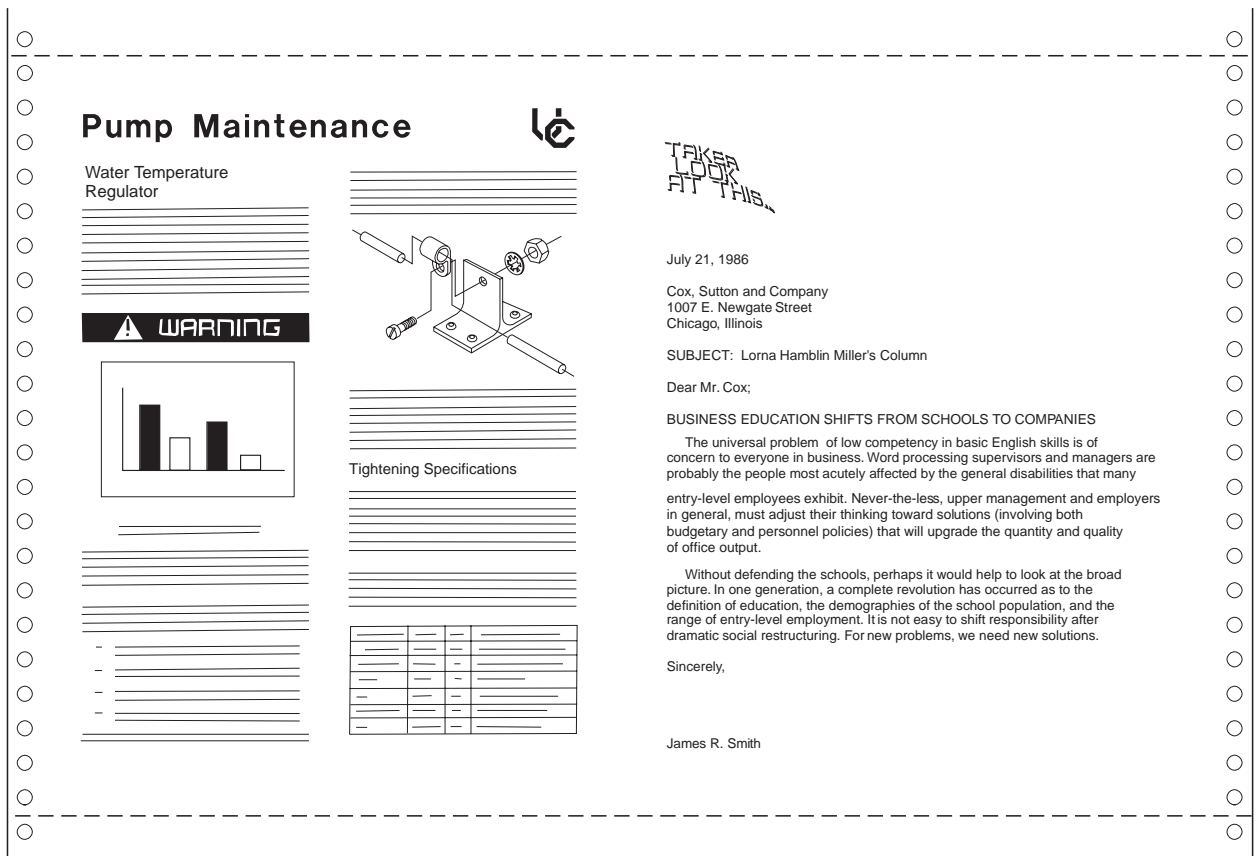 Pump Maintenance
Water Temperature
Regulator
WARNING
Tightening Specifications
TAKE A
LOOK
AT THIS...
July 21, 1986
Cox, Sutton and Company
1007 E. Newgate Street
Chicago, Illinois
SUBJECT: Lorna Hamblin Miller's Column
Dear Mr. Cox;
BUSINESS EDUCATION SHIFTS FROM SCHOOLS TO COMPANIES
The universal problem of low competency in basic English skills is of
concern to everyone in business. Word processing supervisors and managers are
probably the people most acutely affected by the general disabilities that many
entry-level employees exhibit. Never-the-less, upper management and employers
in general, must adjust their thinking toward solutions (involving both
budgetary and personnel policies) that will upgrade the quantity and quality
of office output.
Without defending the schools, perhaps it would help to look at the broad
picture. In one generation, a complete revolution has occurred as to the
definition of education, the demographies of the school population, and the
range of entry-level employment. It is not easy to shift responsibility after
dramatic social restructuring. For new problems, we need new solutions.
Sincerely,
James R. Smith